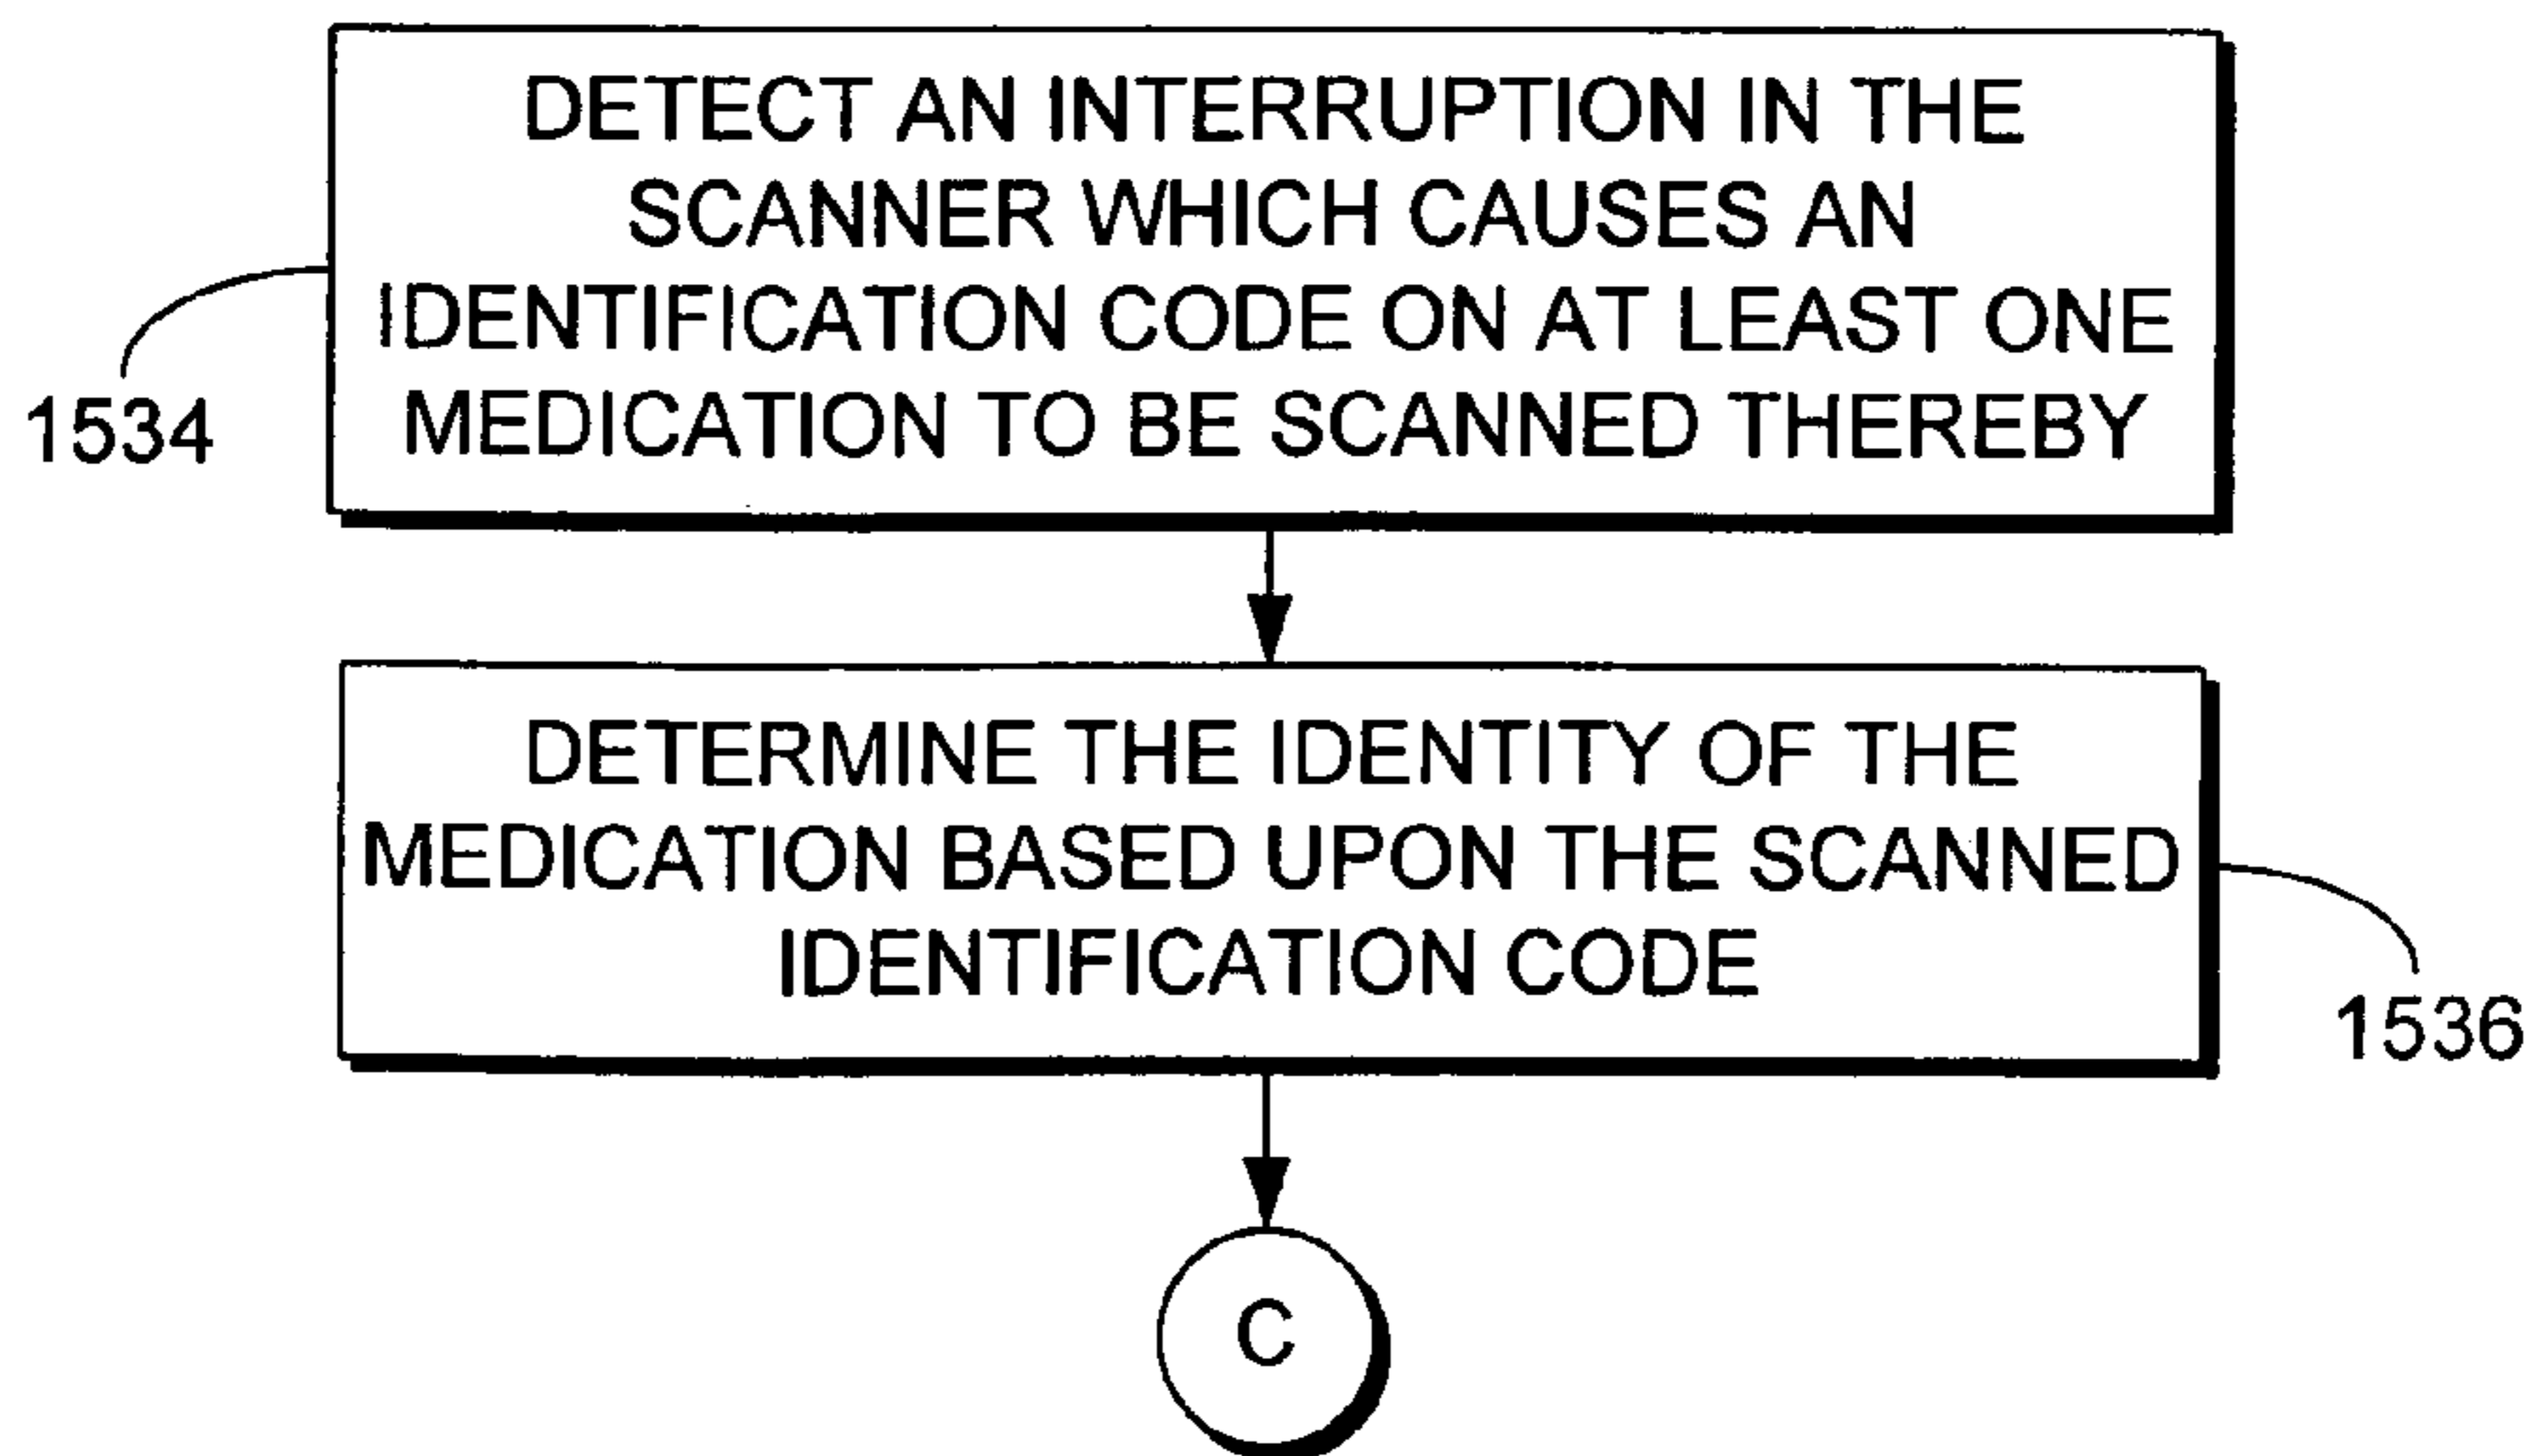 DETECT AN INTERRUPTION IN THE
SCANNER WHICH CAUSES AN
IDENTIFICATION CODE ON AT LEAST ONE
MEDICATION TO BE SCANNED THEREBY
1534
DETERMINE THE IDENTITY OF THE
MEDICATION BASED UPON THE SCANNED
IDENTIFICATION CODE
1536
C